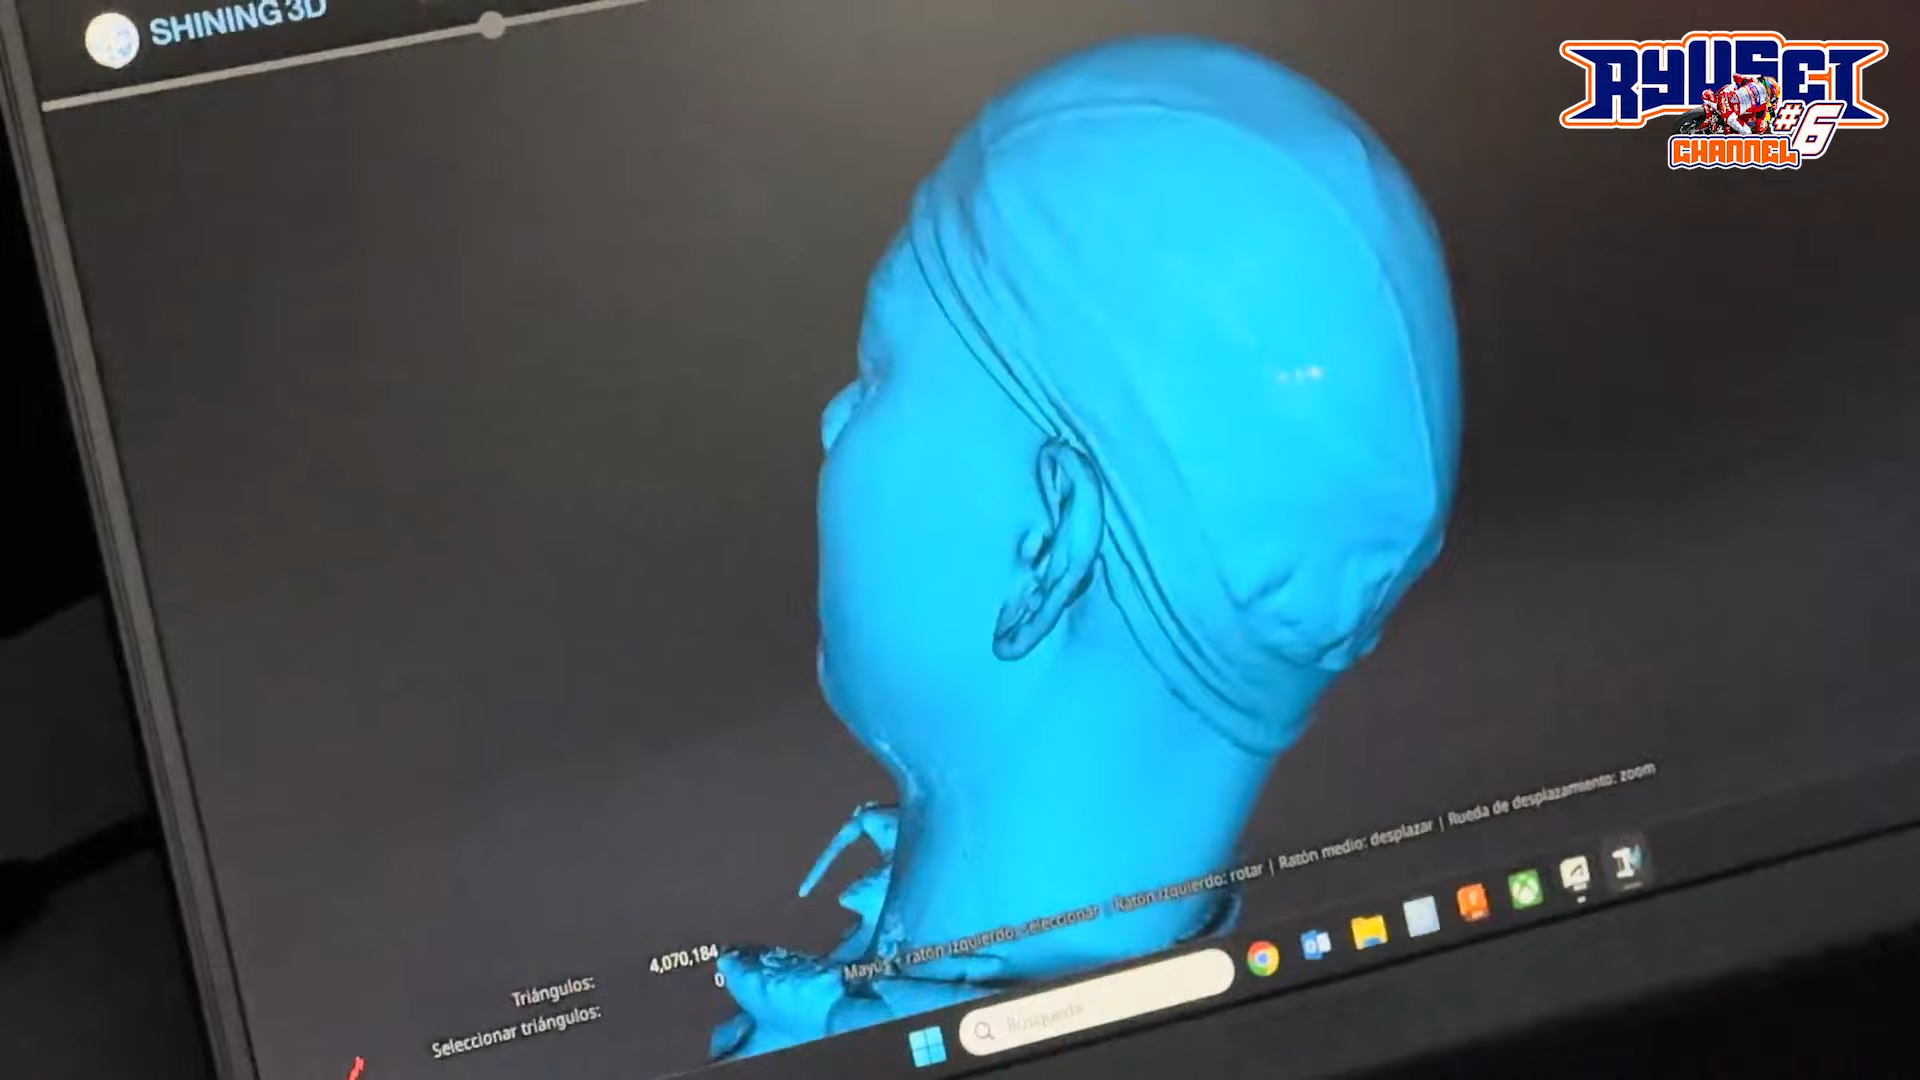 SHINING 3D
RYUSEI
#6
CHANNEL
Triángulos: 4,070,184
Seleccionar triángulos: 0
Mayús + ratón izquierdo: seleccionar | Ratón izquierdo: rotar | Ratón medio: desplazar | Rueda de desplazamiento: zoom
Búsqueda